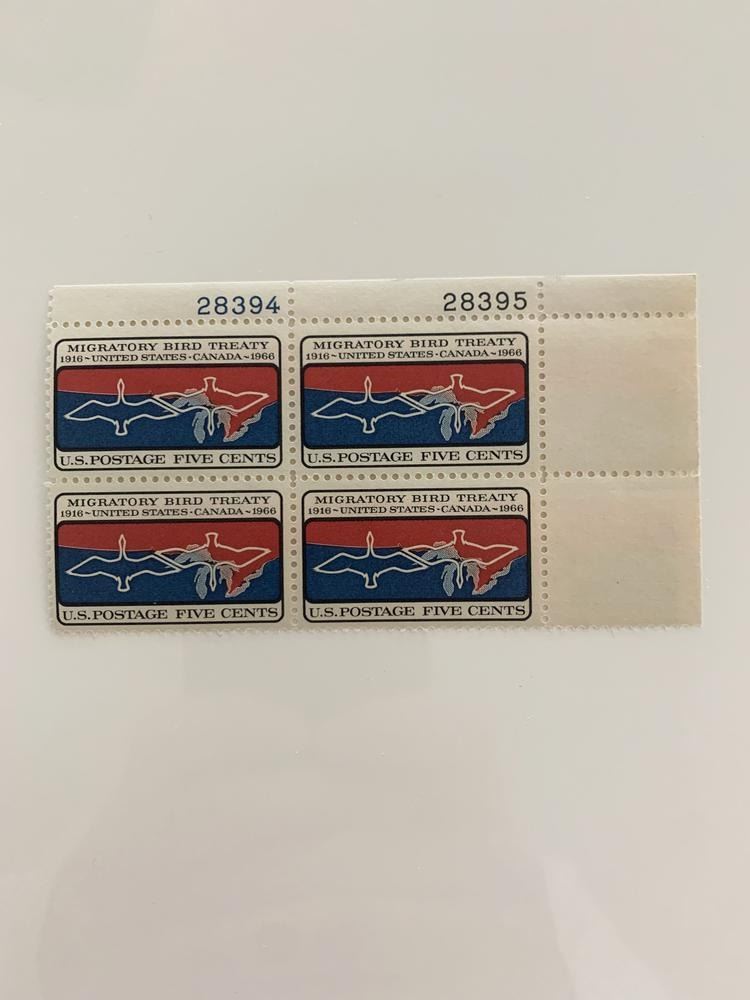 28394 28395
MIGRATORY BIRD TREATY
1916~UNITED STATES·CANADA~1966
U.S.POSTAGE FIVE CENTS
MIGRATORY BIRD TREATY
1916~UNITED STATES·CANADA~1966
U.S.POSTAGE FIVE CENTS
MIGRATORY BIRD TREATY
1916~UNITED STATES·CANADA~1966
U.S.POSTAGE FIVE CENTS
MIGRATORY BIRD TREATY
1916~UNITED STATES·CANADA~1966
U.S.POSTAGE FIVE CENTS